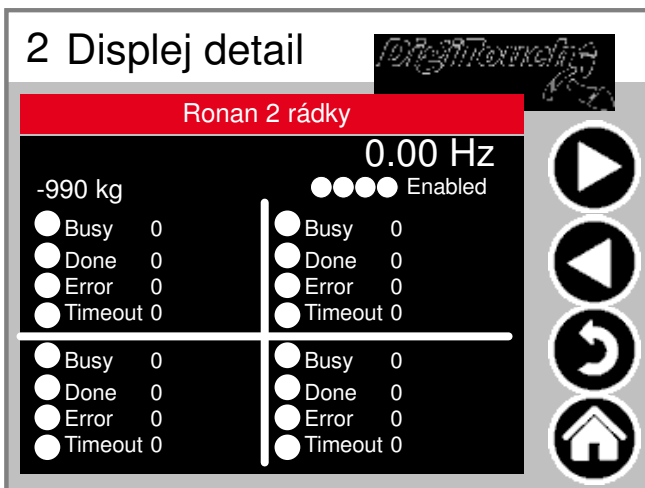 2 Displej detail
DigiTouch
Ronan 2 rádky
0.00 Hz
-990 kg
Enabled
Busy 0
Done 0
Error 0
Timeout 0
Busy 0
Done 0
Error 0
Timeout 0
Busy 0
Done 0
Error 0
Timeout 0
Busy 0
Done 0
Error 0
Timeout 0